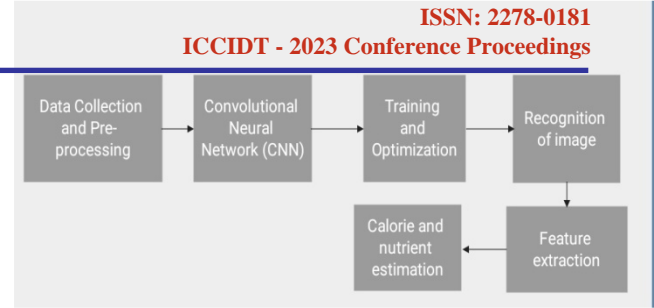 ISSN: 2278-0181
ICCIDT - 2023 Conference Proceedings
Data Collection
and Pre-
processing
Convolutional
Neural
Network (CNN)
Training
and
Optimization
Recognition
of image
Feature
extraction
Calorie and
nutrient
estimation